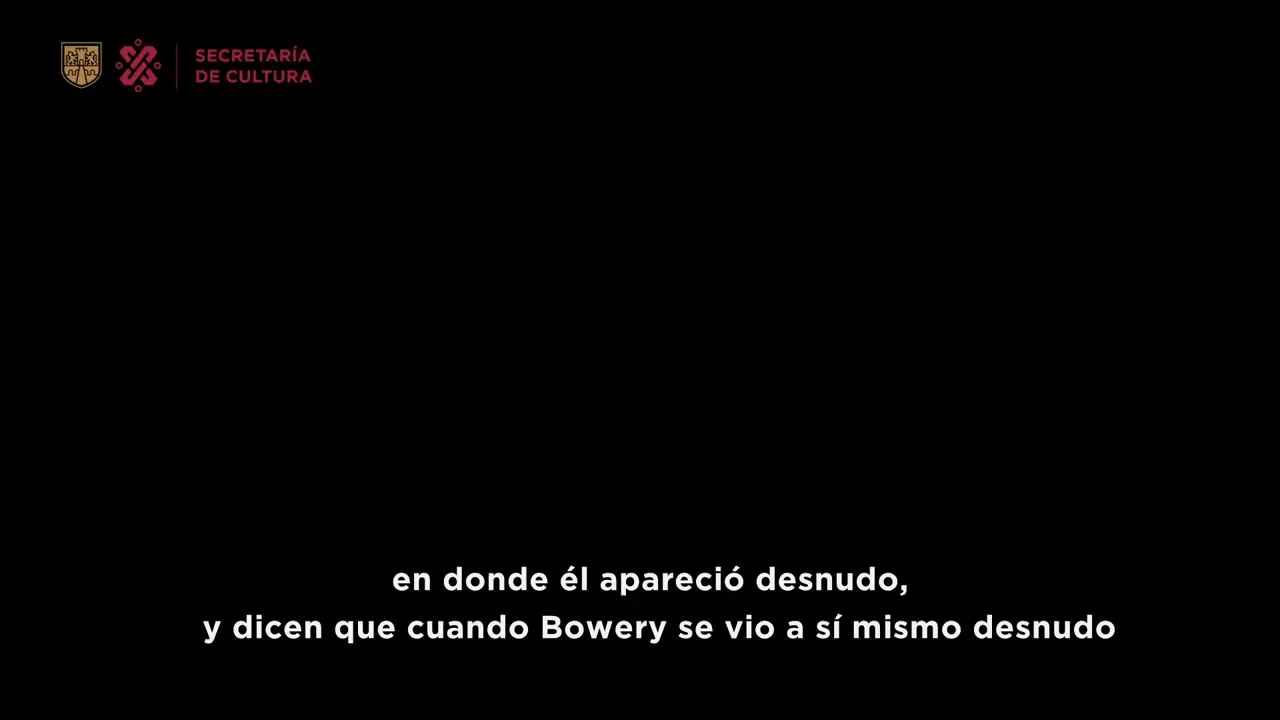 SECRETARÍA
DE CULTURA
en donde él apareció desnudo,
y dicen que cuando Bowery se vio a sí mismo desnudo